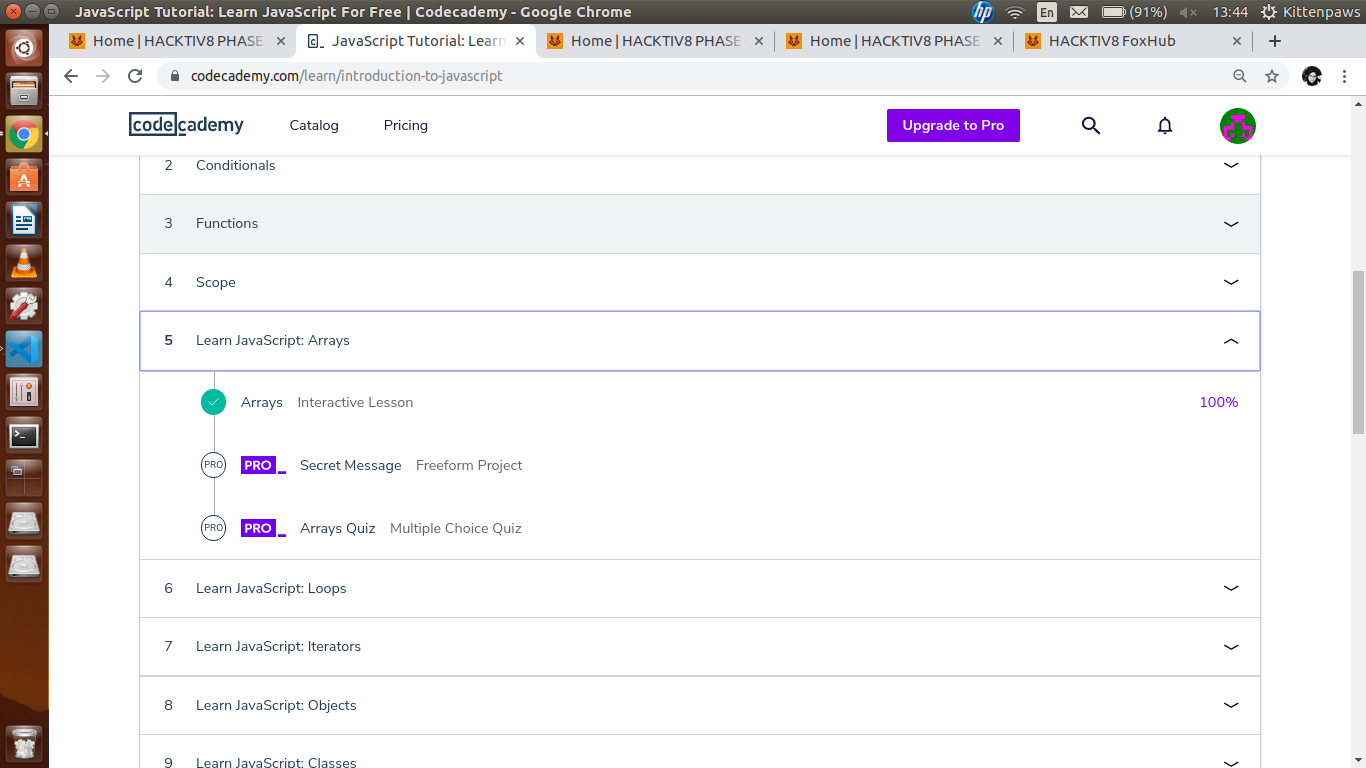 JavaScript Tutorial: Learn JavaScript For Free | Codecademy - Google Chrome
hp En (91%) 13:44 Kittenpaws
Home | HACKTIV8 PHASE
JavaScript Tutorial: Learn
Home | HACKTIV8 PHASE
Home | HACKTIV8 PHASE
HACKTIV8 FoxHub
codecademy.com/learn/introduction-to-javascript
codecademy Catalog Pricing Upgrade to Pro
2 Conditionals
3 Functions
4 Scope
5 Learn JavaScript: Arrays
Arrays Interactive Lesson 100%
PRO PRO_ Secret Message Freeform Project
PRO PRO_ Arrays Quiz Multiple Choice Quiz
6 Learn JavaScript: Loops
7 Learn JavaScript: Iterators
8 Learn JavaScript: Objects
9 Learn JavaScript: Classes